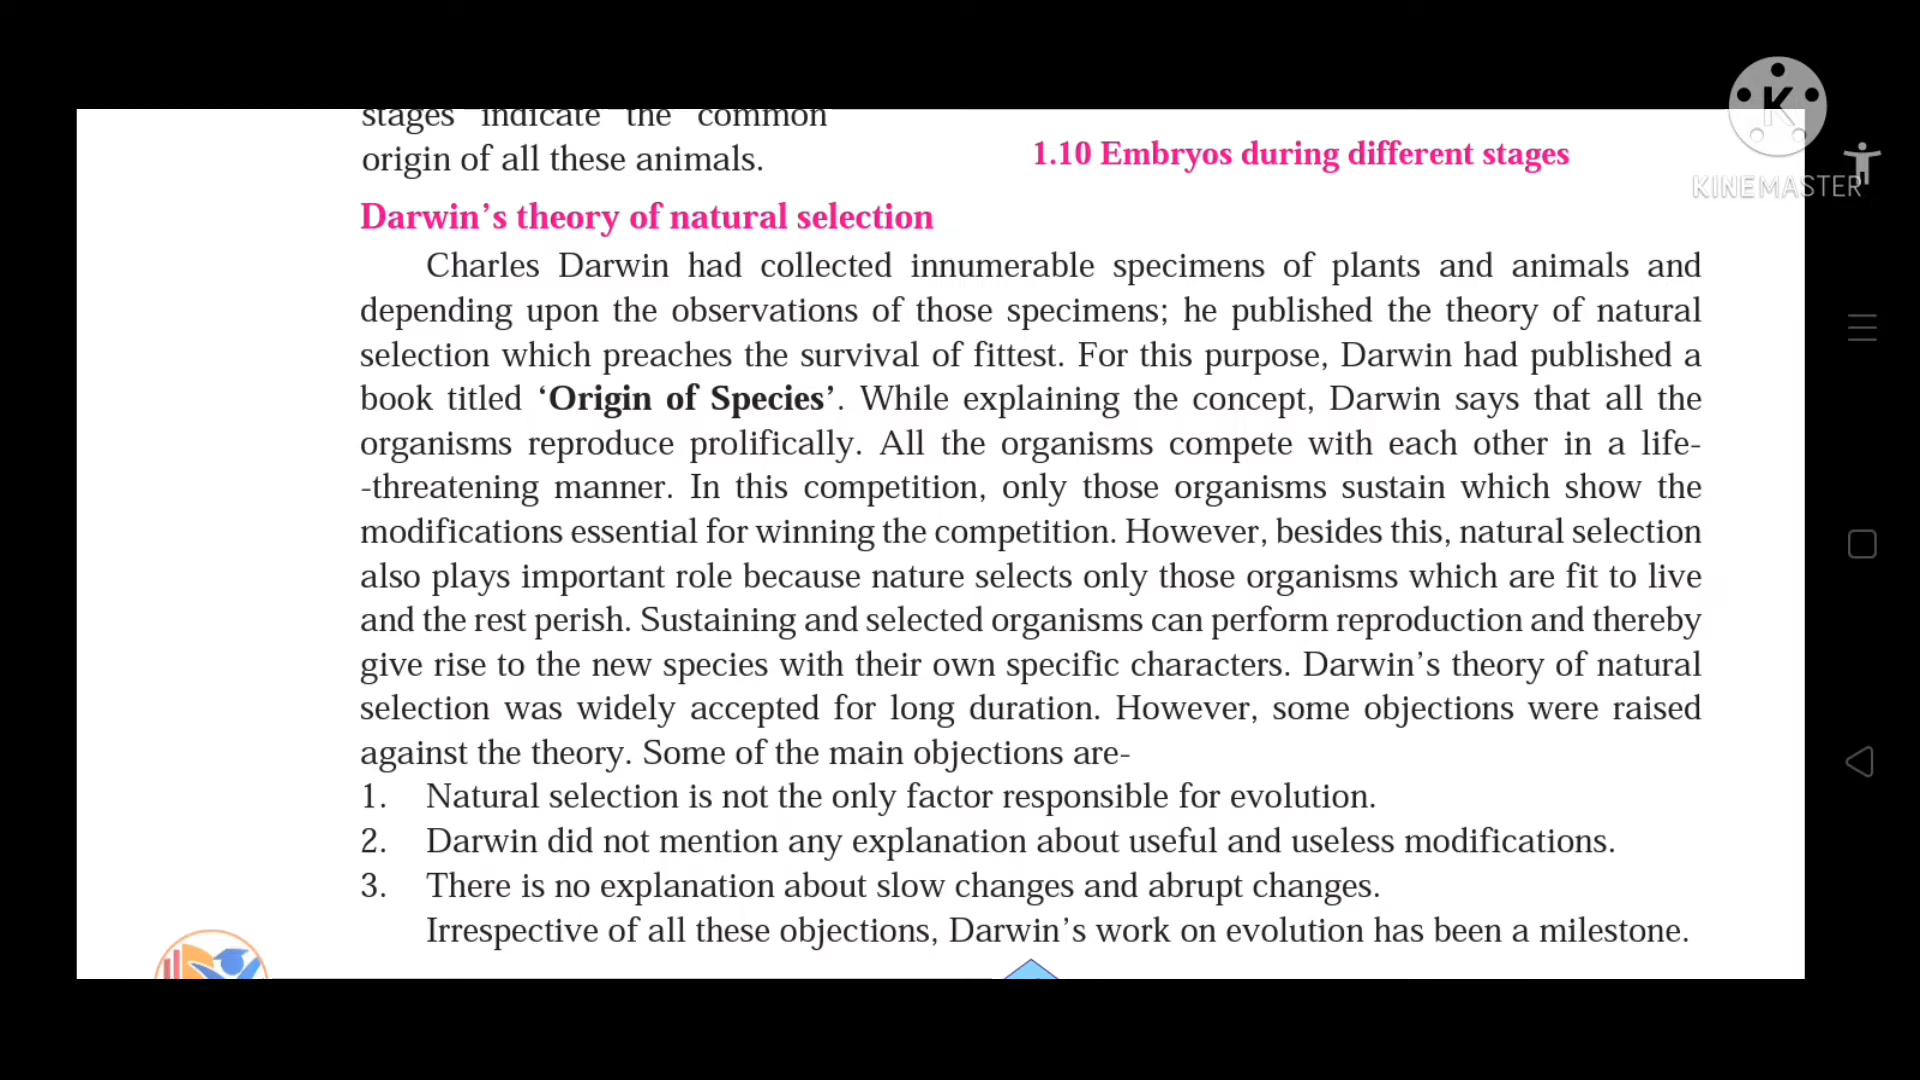 stages indicate the common
origin of all these animals.
1.10 Embryos during different stages
K
KINEMASTER
Darwin’s theory of natural selection
Charles Darwin had collected innumerable specimens of plants and animals and
depending upon the observations of those specimens; he published the theory of natural
selection which preaches the survival of fittest. For this purpose, Darwin had published a
book titled ‘Origin of Species’. While explaining the concept, Darwin says that all the
organisms reproduce prolifically. All the organisms compete with each other in a life-
-threatening manner. In this competition, only those organisms sustain which show the
modifications essential for winning the competition. However, besides this, natural selection
also plays important role because nature selects only those organisms which are fit to live
and the rest perish. Sustaining and selected organisms can perform reproduction and thereby
give rise to the new species with their own specific characters. Darwin’s theory of natural
selection was widely accepted for long duration. However, some objections were raised
against the theory. Some of the main objections are-
1. Natural selection is not the only factor responsible for evolution.
2. Darwin did not mention any explanation about useful and useless modifications.
3. There is no explanation about slow changes and abrupt changes.
Irrespective of all these objections, Darwin’s work on evolution has been a milestone.